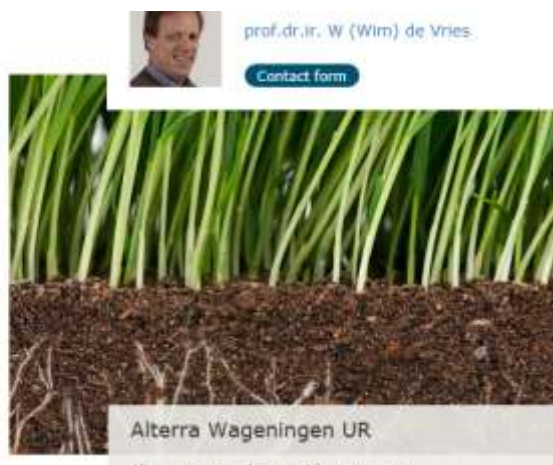 prof.dr.ir. W (Wim) de Vries
Contact form
Alterra Wageningen UR